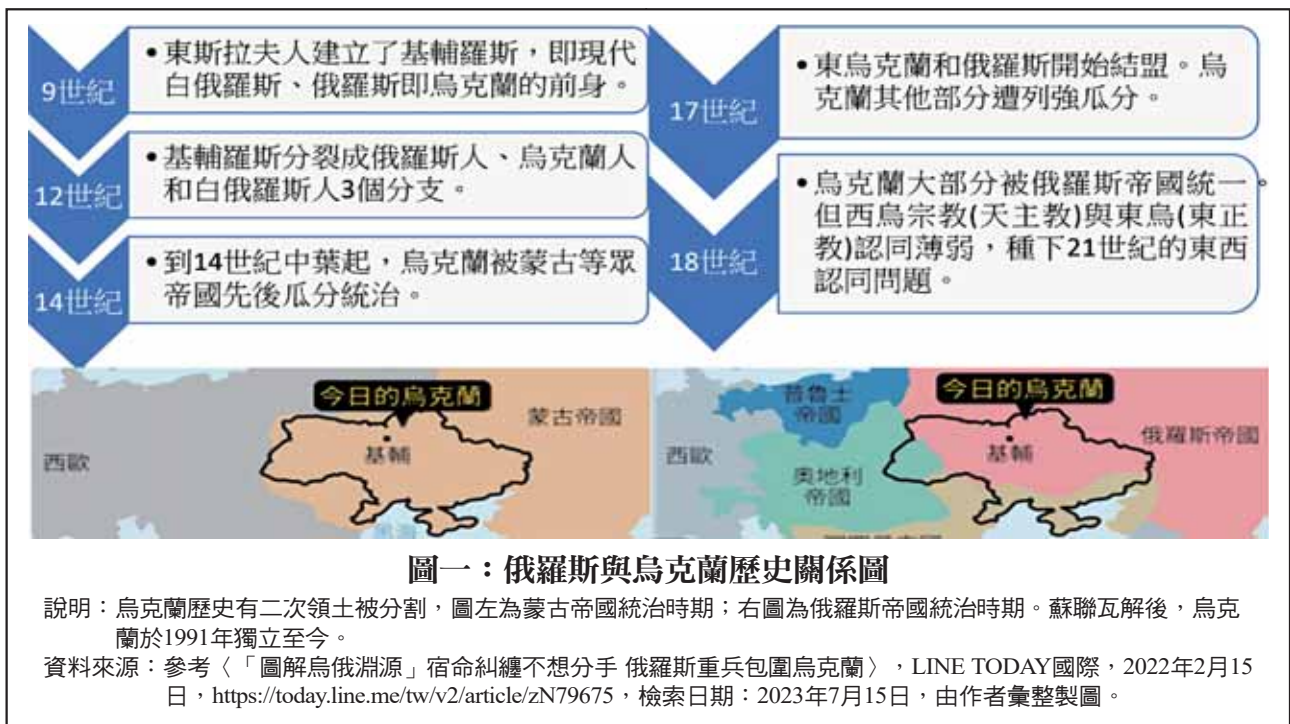 9世紀
•東斯拉夫人建立了基輔羅斯，即現代
白俄羅斯、俄羅斯即烏克蘭的前身。
12世紀
•基輔羅斯分裂成俄羅斯人、烏克蘭人
和白俄羅斯人3個分支。
14世紀
•到14世紀中葉起，烏克蘭被蒙古等眾
帝國先後瓜分統治。
17世紀
•東烏克蘭和俄羅斯開始結盟。烏
克蘭其他部分遭列強瓜分。
18世紀
•烏克蘭大部分被俄羅斯帝國統一。
但西烏宗教(天主教)與東烏(東正
教)認同薄弱，種下21世紀的東西
認同問題。
今日的烏克蘭
蒙古帝國
西歐
基輔
普魯士
帝國
今日的烏克蘭
俄羅斯帝國
西歐
基輔
奧地利
帝國
圖一：俄羅斯與烏克蘭歷史關係圖
說明：烏克蘭歷史有二次領土被分割，圖左為蒙古帝國統治時期；右圖為俄羅斯帝國統治時期。蘇聯瓦解後，烏克
蘭於1991年獨立至今。
資料來源：參考〈「圖解烏俄淵源」宿命糾纏不想分手 俄羅斯重兵包圍烏克蘭〉，LINE TODAY國際，2022年2月15
日，https://today.line.me/tw/v2/article/zN79675，檢索日期：2023年7月15日，由作者彙整製圖。